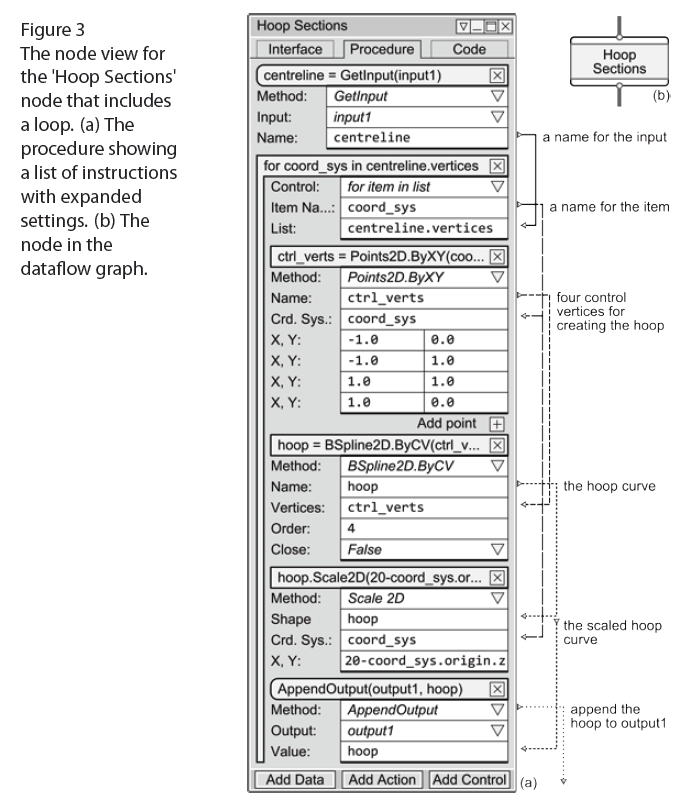 Figure 3
The node view for
the 'Hoop Sections'
node that includes
a loop. (a) The
procedure showing
a list of instructions
with expanded
settings. (b) The
node in the
dataflow graph.
Hoop Sections
Interface Procedure Code
centreline = GetInput(input1)
Method: GetInput
Input: input1
Name: centreline
for coord_sys in centreline.vertices
Control: for item in list
Item Na...: coord_sys
List: centreline.vertices
ctrl_verts = Points2D.ByXY(coo...
Method: Points2D.ByXY
Name: ctrl_verts
Crd. Sys.: coord_sys
X, Y: -1.0 0.0
X, Y: -1.0 1.0
X, Y: 1.0 1.0
X, Y: 1.0 0.0
Add point +
hoop = BSpline2D.ByCV(ctrl_v...
Method: BSpline2D.ByCV
Name: hoop
Vertices: ctrl_verts
Order: 4
Close: False
hoop.Scale2D(20-coord_sys.or...
Method: Scale 2D
Shape hoop
Crd. Sys.: coord_sys
X, Y: 20-coord_sys.origin.z
AppendOutput(output1, hoop)
Method: AppendOutput
Output: output1
Value: hoop
Add Data Add Action Add Control
(a)
a name for the input
a name for the item
four control
vertices for
creating the hoop
the hoop curve
the scaled hoop
curve
append the
hoop to output1
Hoop
Sections
(b)